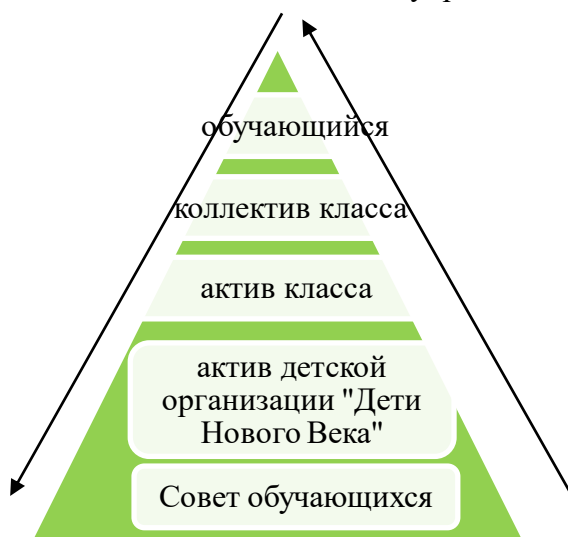 обучающийся
коллектив класса
актив класса
актив детской
организации "Дети
Нового Века"
Совет обучающихся